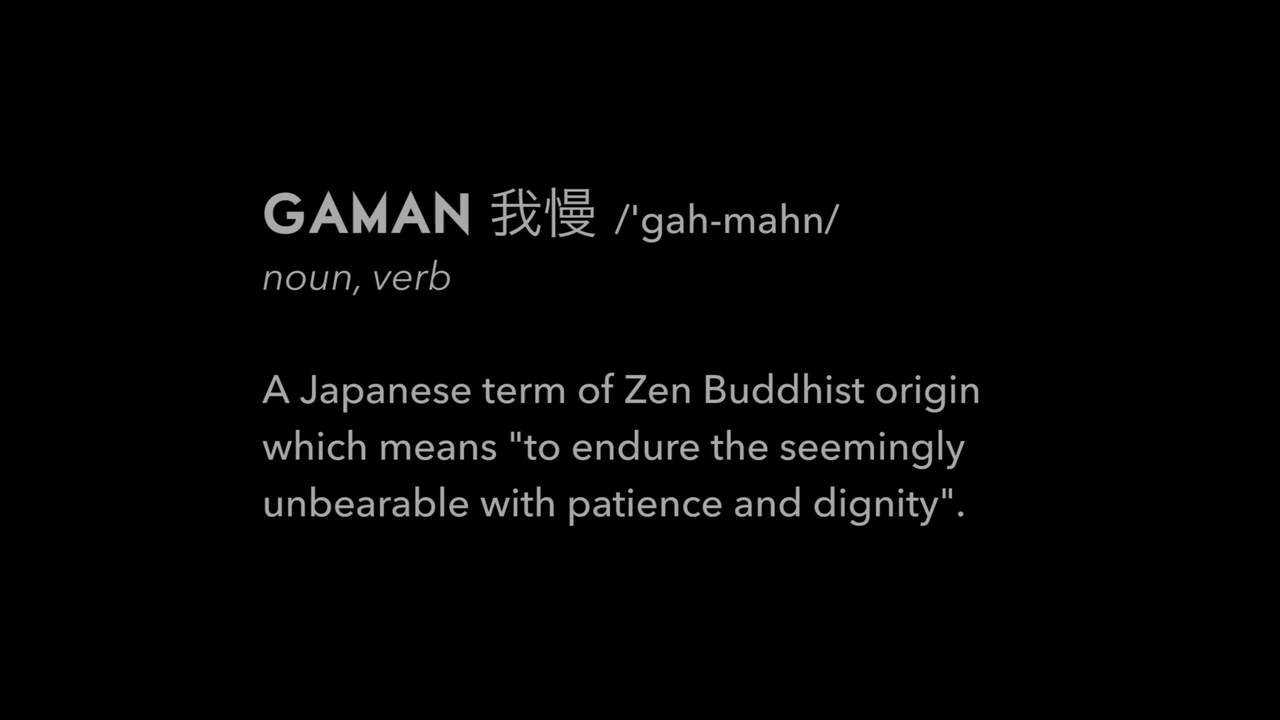 GAMAN 我慢 /'gah-mahn/
noun, verb
A Japanese term of Zen Buddhist origin
which means "to endure the seemingly
unbearable with patience and dignity".